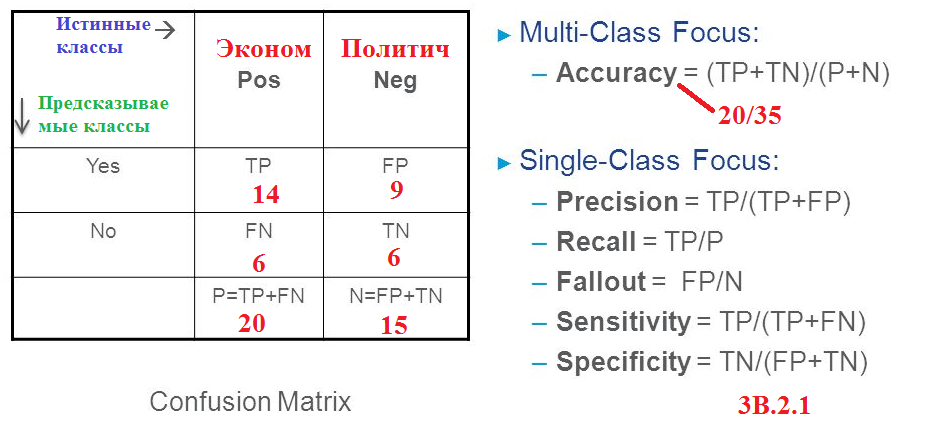 Истинные →
классы
Предсказывае
мые классы
Эконом
Pos
Политич
Neg
Yes
TP
14
FP
9
No
FN
6
TN
6
P=TP+FN
20
N=FP+TN
15
Confusion Matrix
► Multi-Class Focus:
– Accuracy = (TP+TN)/(P+N)
20/35
► Single-Class Focus:
– Precision = TP/(TP+FP)
– Recall = TP/P
– Fallout = FP/N
– Sensitivity = TP/(TP+FN)
– Specificity = TN/(FP+TN)
3B.2.1